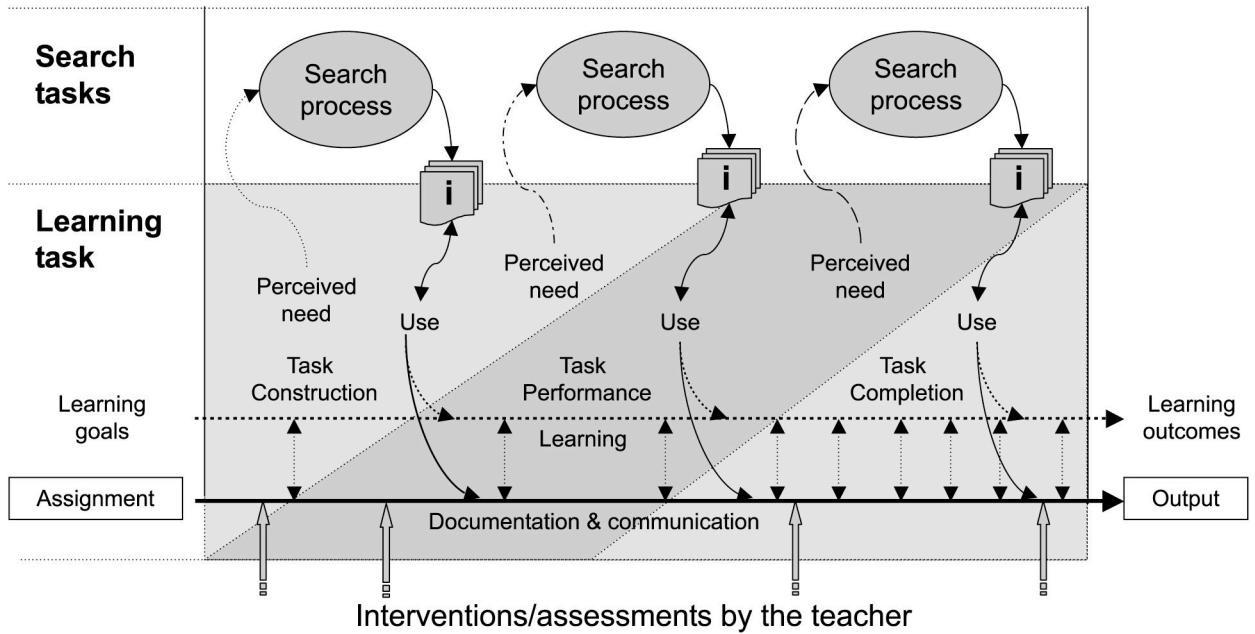 Search
tasks
Search
process
Search
process
Search
process
i
i
i
Learning
task
Perceived
need
Perceived
need
Perceived
need
Use
Use
Use
Task
Construction
Task
Performance
Task
Completion
Learning
goals
Learning
Learning
outcomes
Assignment
Output
Documentation & communication
Interventions/assessments by the teacher